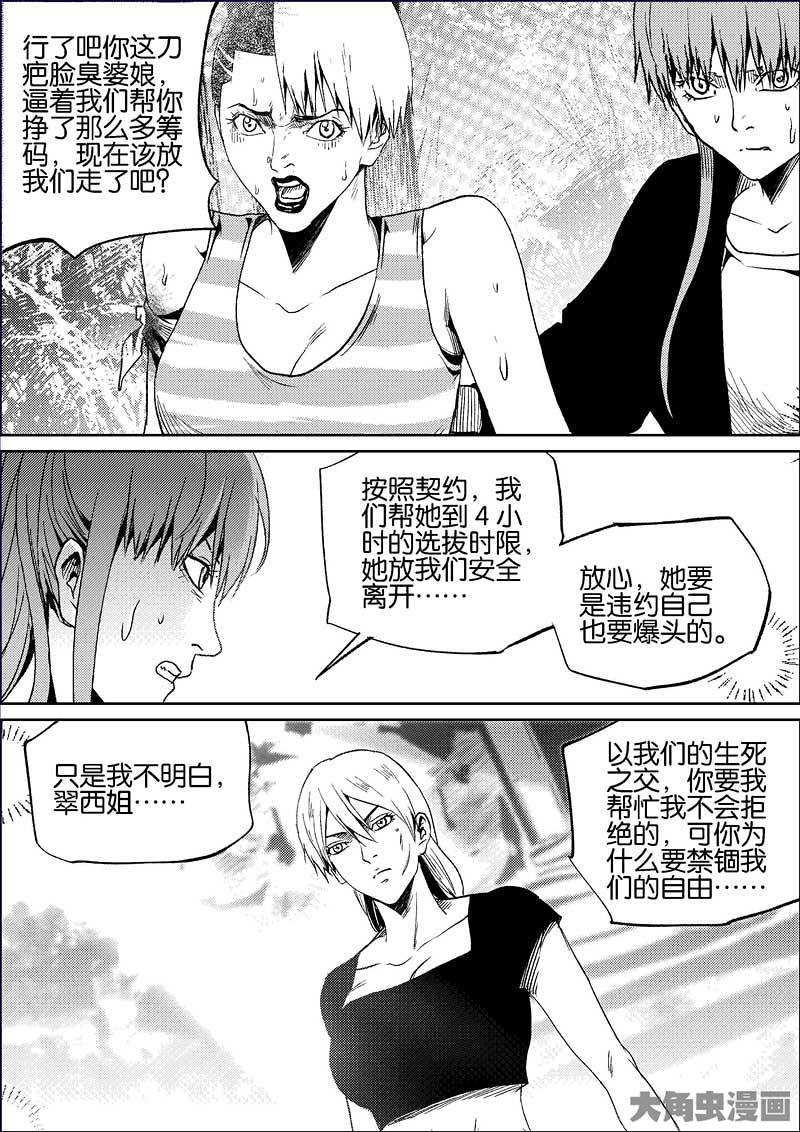 行了吧你这刀
疤脸臭婆娘，
逼着我们帮你
挣了那么多筹
码，现在该放
我们走了吧？
按照契约，我
们帮她到4小
时的选拔时限，
她放我们安全
离开……
放心，她要
是违约自己
也要爆头的。
只是我不明白，
翠西姐……
以我们的生死
之交，你要我
帮忙我不会拒
绝的，可你为
什么要禁锢我
们的自由……
大角虫漫画